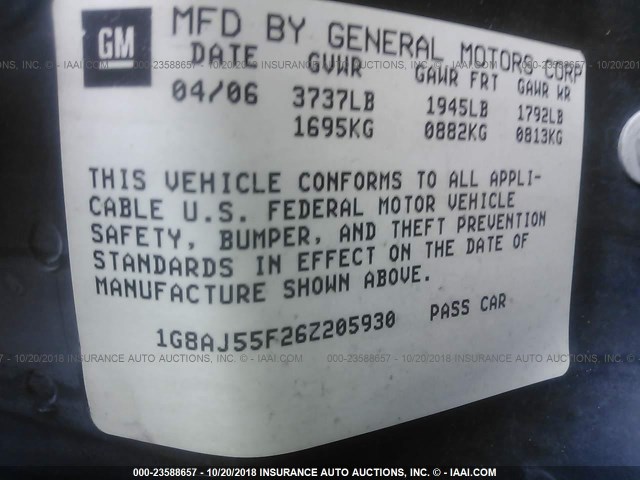 GM
MFD BY GENERAL MOTORS CORP
DATE GVWR GAWR FRT GAWR RR
04/06 3737LB 1945LB 1792LB
1695KG 0882KG 0813KG
THIS VEHICLE CONFORMS TO ALL APPLI-
CABLE U.S. FEDERAL MOTOR VEHICLE
SAFETY, BUMPER, AND THEFT PREVENTION
STANDARDS IN EFFECT ON THE DATE OF
MANUFACTURE SHOWN ABOVE.
1G8AJ55F26Z205930 PASS CAR
000-23588657 - 10/20/2018 INSURANCE AUTO AUCTIONS, INC. - © IAAI.COM